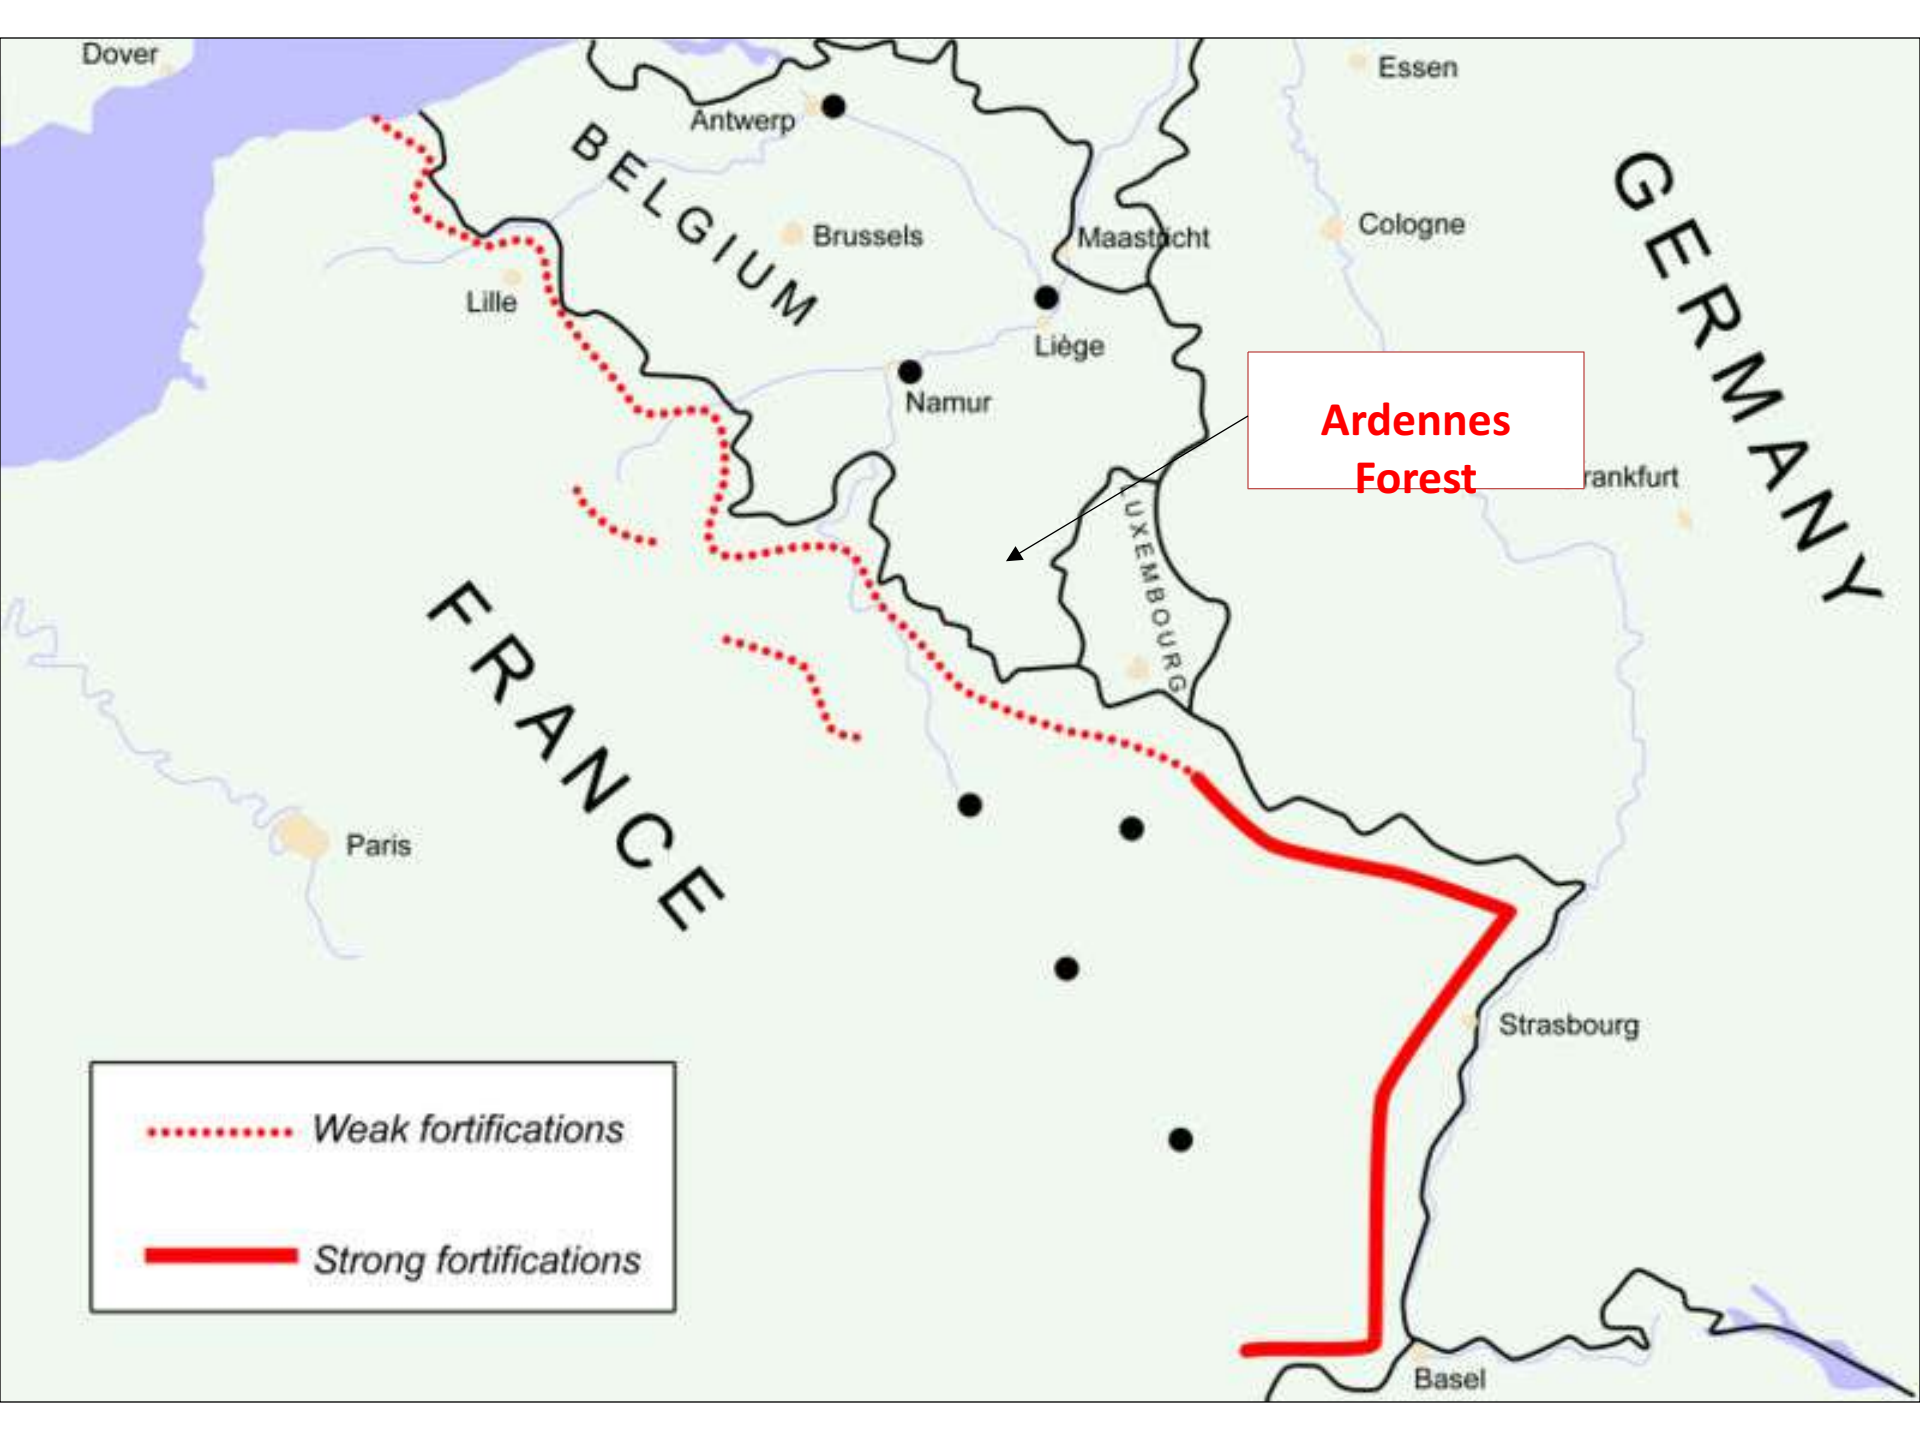 Dover
Essen
Antwerp
BELGIUM
GERMANY
Brussels
Maastricht
Cologne
Lille
Liège
Namur
Ardennes
Forest
rankfurt
LUXEMBOURG
FRANCE
Paris
Strasbourg
Weak fortifications
Strong fortifications
Basel